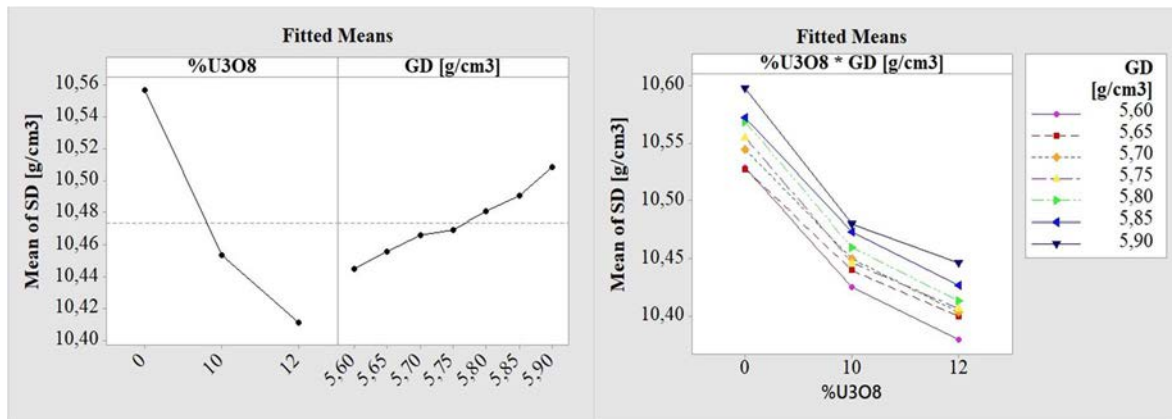 Fitted Means
%U3O8 GD [g/cm3]
Mean of SD [g/cm3]
10,56
10,54
10,52
10,50
10,48
10,46
10,44
10,42
10,40
0 10 12 5,60 5,65 5,70 5,75 5,80 5,85 5,90
Fitted Means
%U3O8 * GD [g/cm3]
Mean of SD [g/cm3]
10,60
10,55
10,50
10,45
10,40
0 10 12
%U3O8
GD
[g/cm3]
5,60
5,65
5,70
5,75
5,80
5,85
5,90